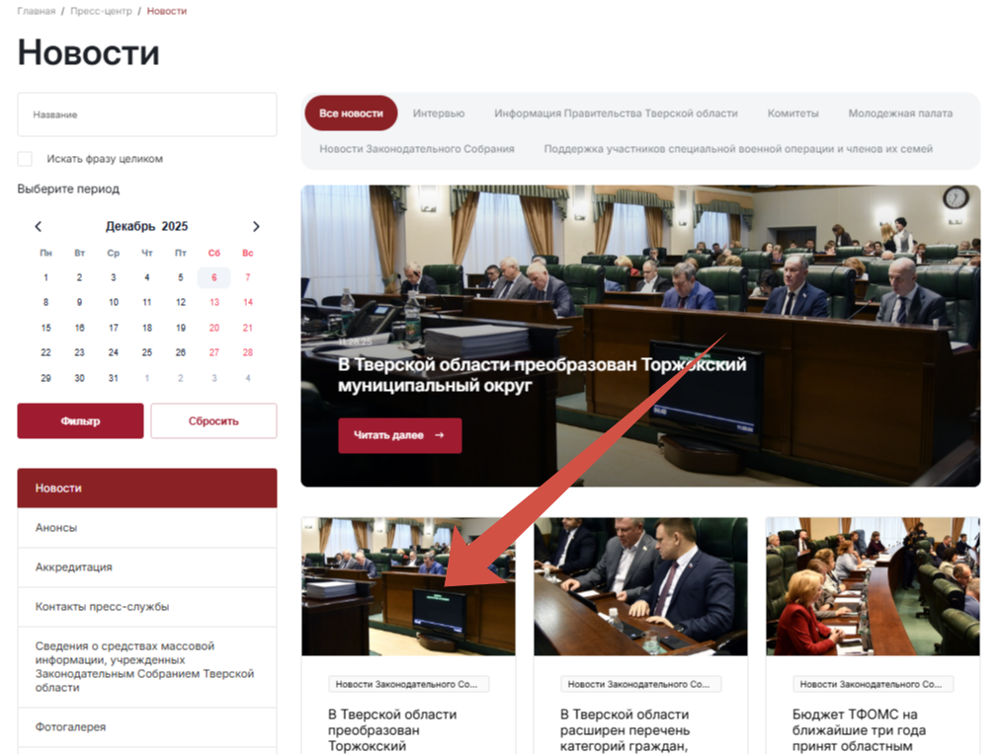 Главная / Пресс-центр / Новости
Новости
Название
Искать фразу целиком
Выберите период
Декабрь 2025
Пн Вт Ср Чт Пт Сб Вс
1 2 3 4 5 6 7
8 9 10 11 12 13 14
15 16 17 18 19 20 21
22 23 24 25 26 27 28
29 30 31 1 2 3 4
Фильтр
Сбросить
Новости
Анонсы
Аккредитация
Контакты пресс-службы
Сведения о средствах массовой
информации, учрежденных
Законодательным Собранием Тверской
области
Фотогалерея
Все новости
Интервью
Информация Правительства Тверской области
Комитеты
Молодежная палата
Новости Законодательного Собрания
Поддержка участников специальной военной операции и членов их семей
В Тверской области преобразован Торжокский
муниципальный округ
Читать далее →
Новости Законодательного Со...
В Тверской области
преобразован
Торжокский
Новости Законодательного Со...
В Тверской области
расширен перечень
категорий граждан,
Новости Законодательного Со...
Бюджет ТФОМС на
ближайшие три года
принят областным